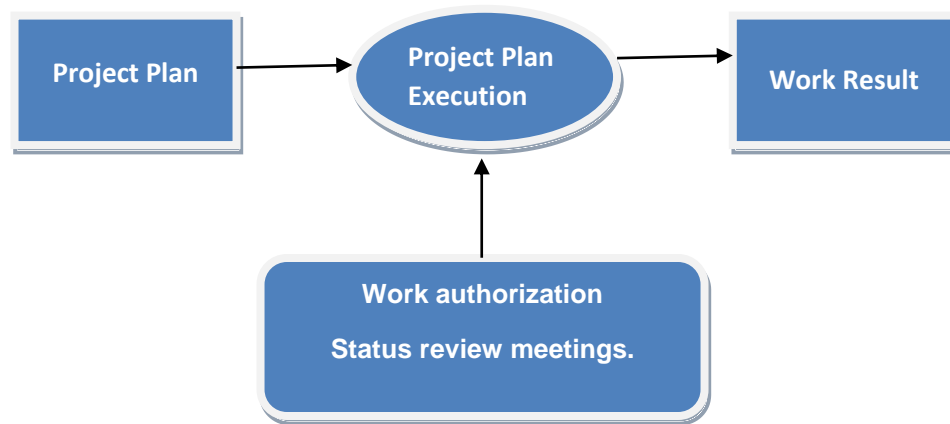 Project Plan
Project Plan
Execution
Work Result
Work authorization
Status review meetings.